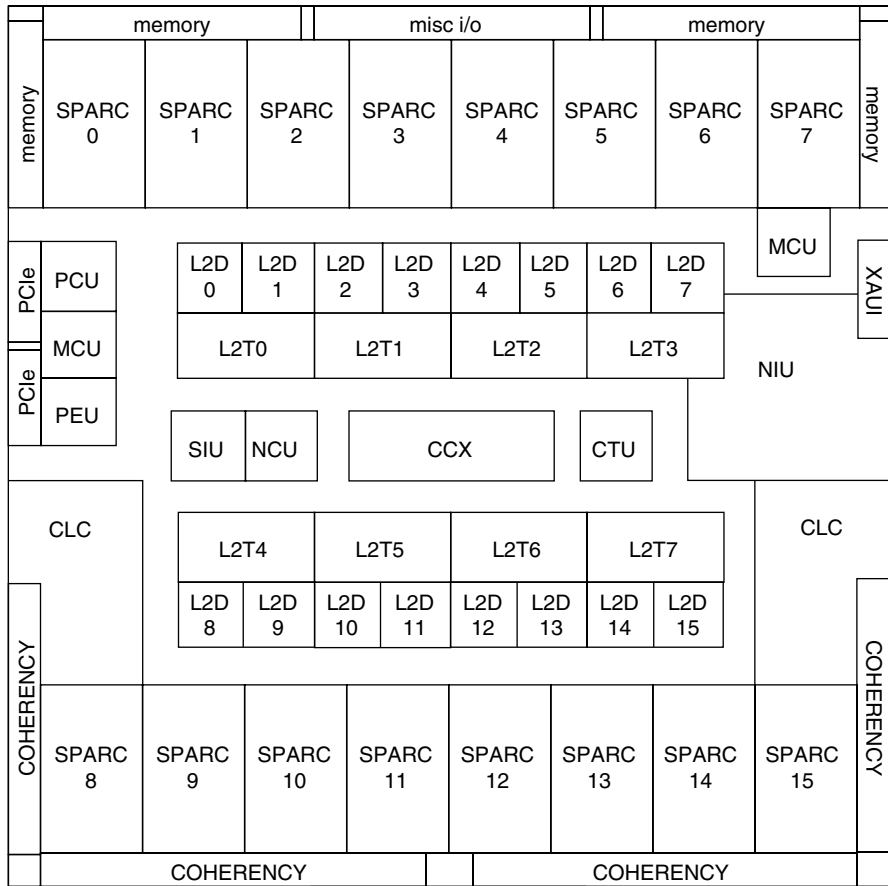 memory
misc i/o
memory
memory
SPARC
0
SPARC
1
SPARC
2
SPARC
3
SPARC
4
SPARC
5
SPARC
6
SPARC
7
memory
PCIe
PCU
L2D
0
L2D
1
L2D
2
L2D
3
L2D
4
L2D
5
L2D
6
L2D
7
MCU
XAUI
MCU
L2T0
L2T1
L2T2
L2T3
NIU
PCIe
PEU
SIU
NCU
CCX
CTU
CLC
L2T4
L2T5
L2T6
L2T7
CLC
L2D
8
L2D
9
L2D
10
L2D
11
L2D
12
L2D
13
L2D
14
L2D
15
COHERENCY
COHERENCY
SPARC
8
SPARC
9
SPARC
10
SPARC
11
SPARC
12
SPARC
13
SPARC
14
SPARC
15
COHERENCY
COHERENCY